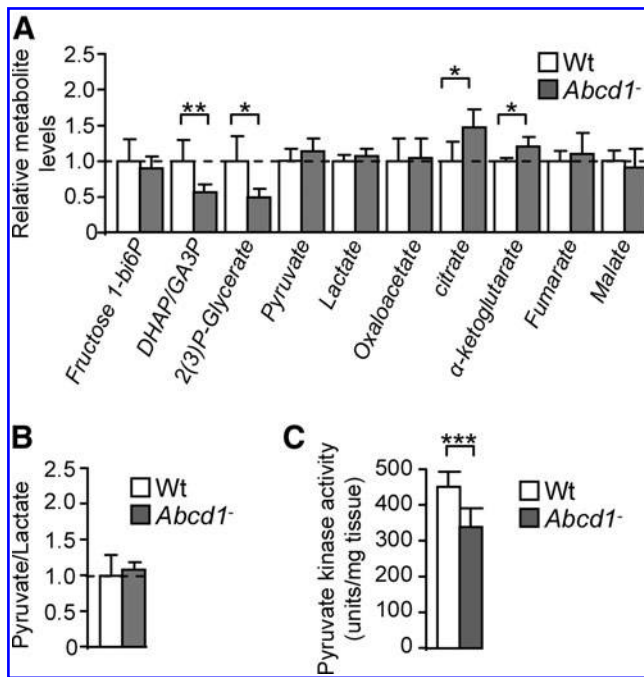 A
Relative metabolite
levels
2.5
2.0
1.5
1.0
0.5
0
**
*
*
*
Wt
Abcd1-
Fructose 1-bi6P
DHAP/GA3P
2(3)P-Glycerate
Pyruvate
Lactate
Oxaloacetate
citrate
α-ketoglutarate
Fumarate
Malate
B
Pyruvate/Lactate
2.5
2.0
1.5
1.0
0.5
0
Wt
Abcd1-
C
Pyruvate kinase activity
(units/mg tissue)
500
400
300
200
100
0
***
Wt
Abcd1-